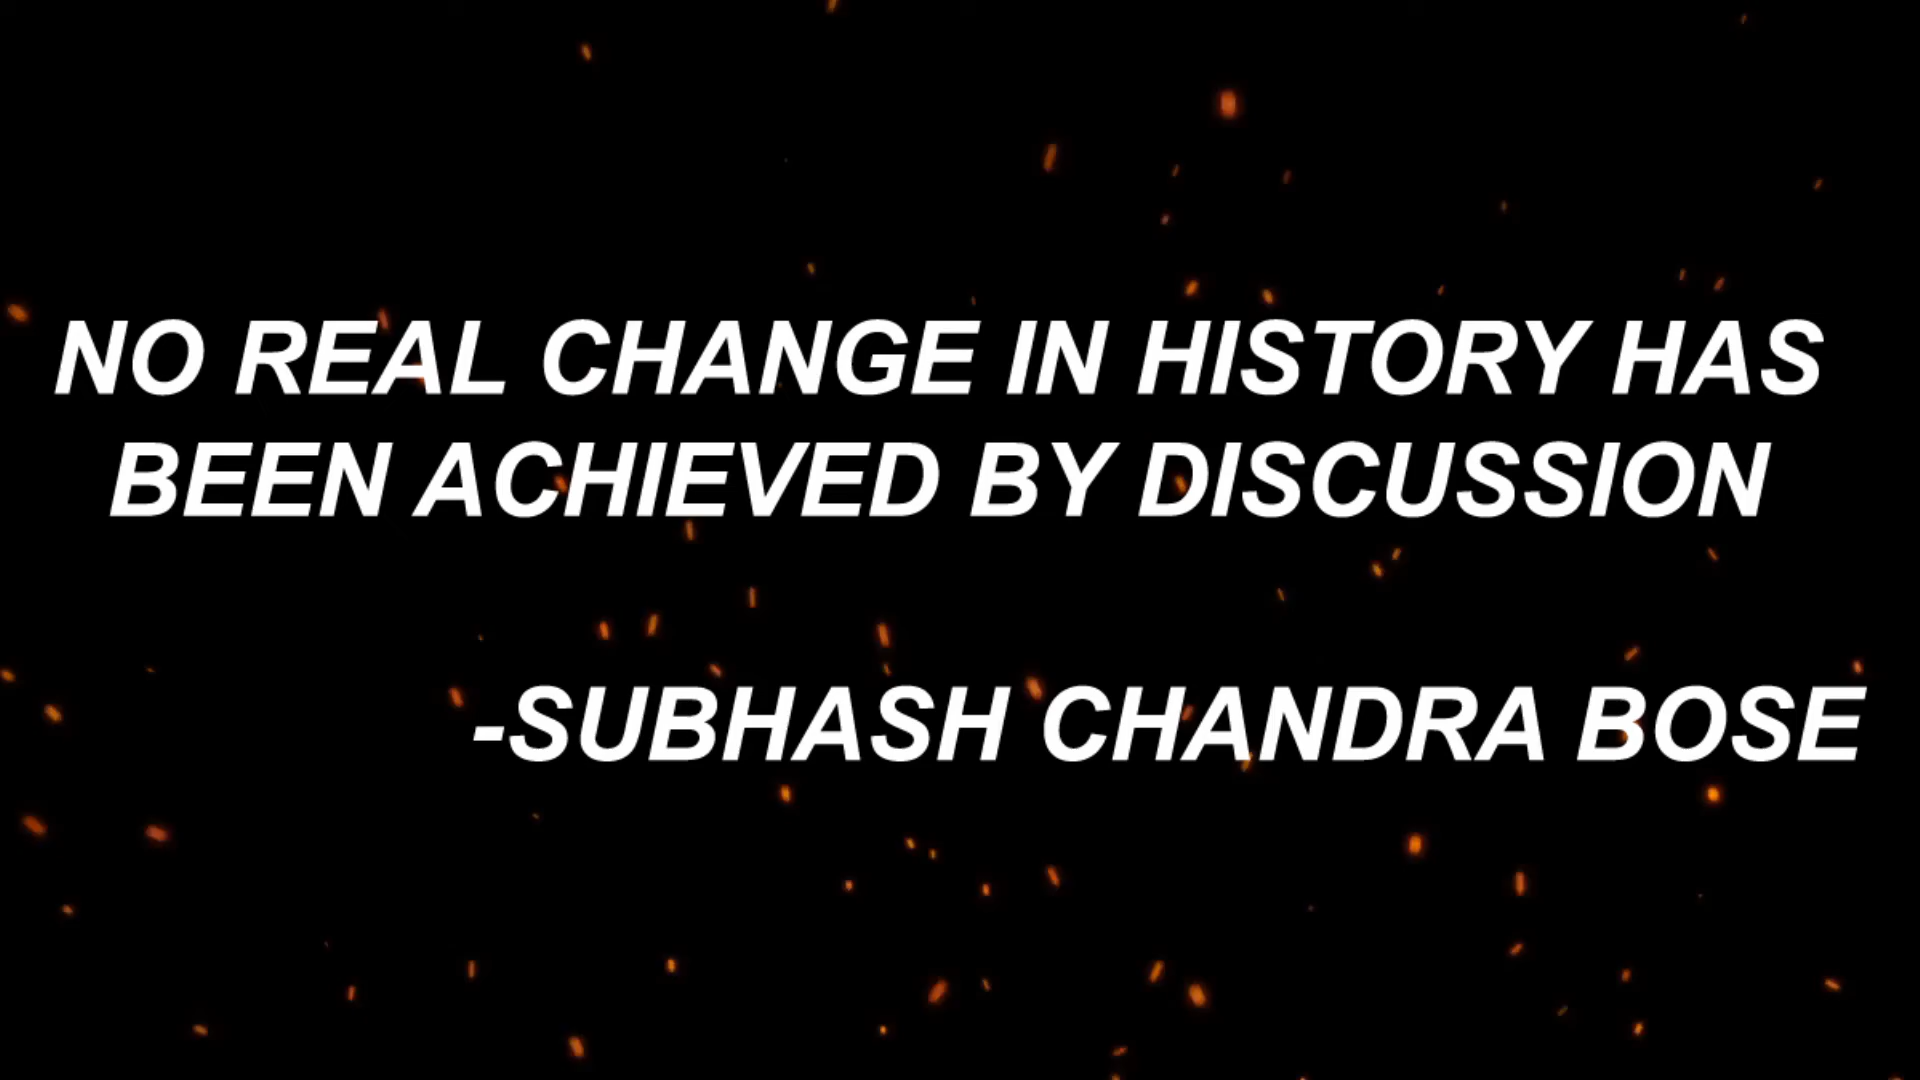 NO REAL CHANGE IN HISTORY HAS
BEEN ACHIEVED BY DISCUSSION
-SUBHASH CHANDRA BOSE